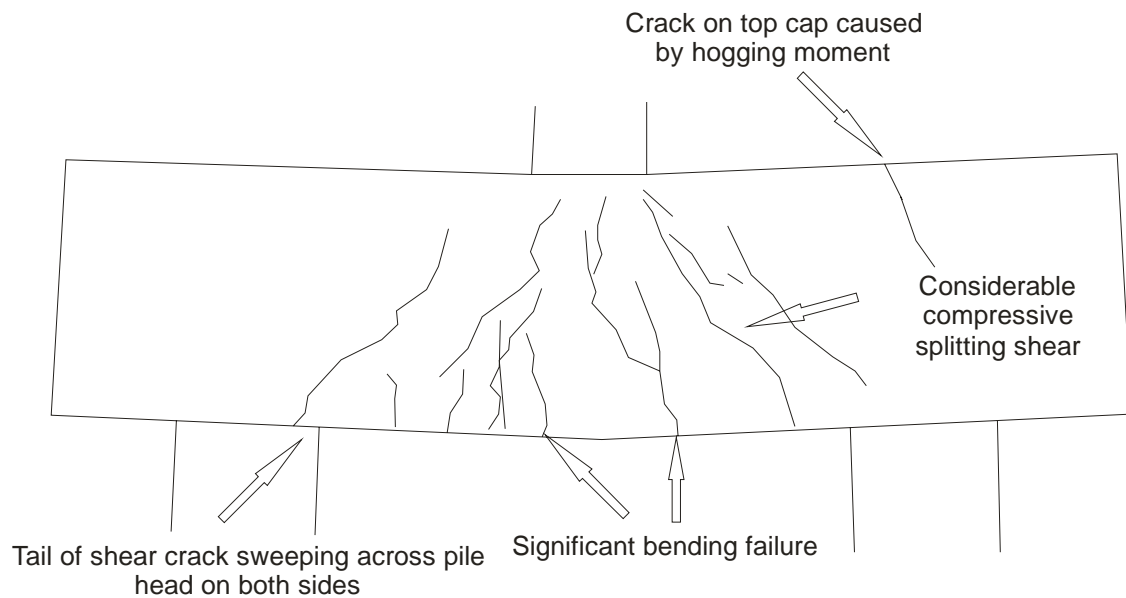 Crack on top cap caused
by hogging moment
Considerable
compressive
splitting shear
Tail of shear crack sweeping across pile
head on both sides
Significant bending failure